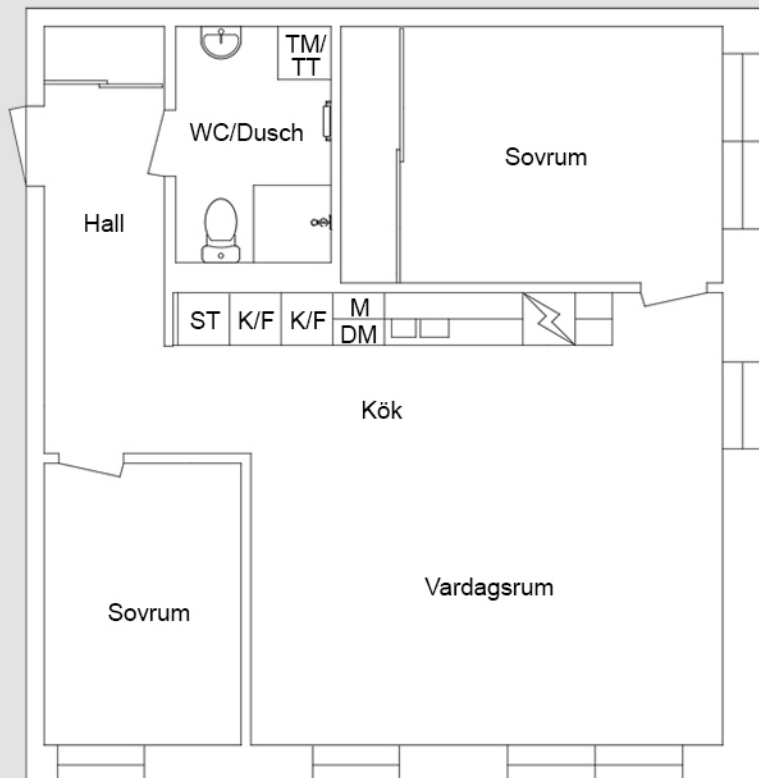 TM/
TT
WC/Dusch
Sovrum
Hall
ST
K/F
K/F
M
DM
Kök
Vardagsrum
Sovrum